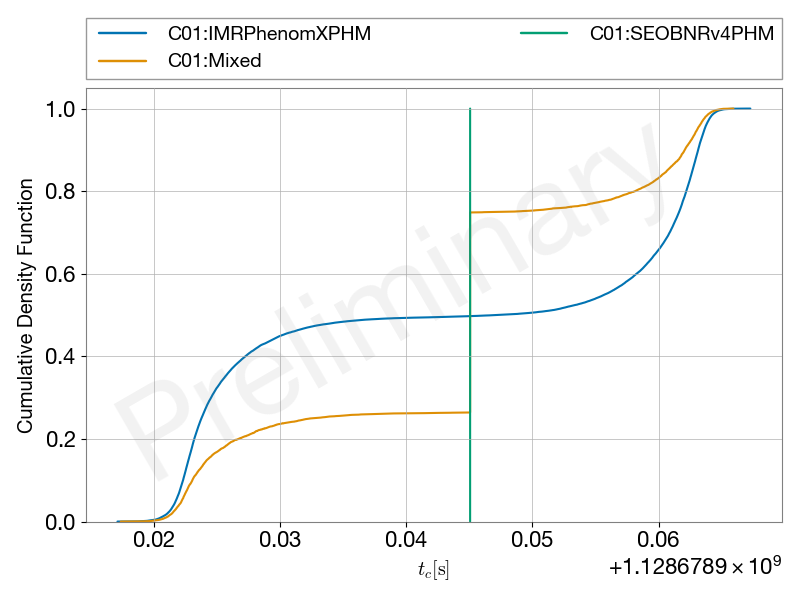 C01:IMRPhenomXPHM
C01:Mixed
C01:SEOBNRv4PHM
Cumulative Density Function
1.0
0.8
0.6
0.4
0.2
0.0
Preliminary
0.02 0.03 0.04 0.05 0.06
t_c[s]
+1.1286789 × 10⁹